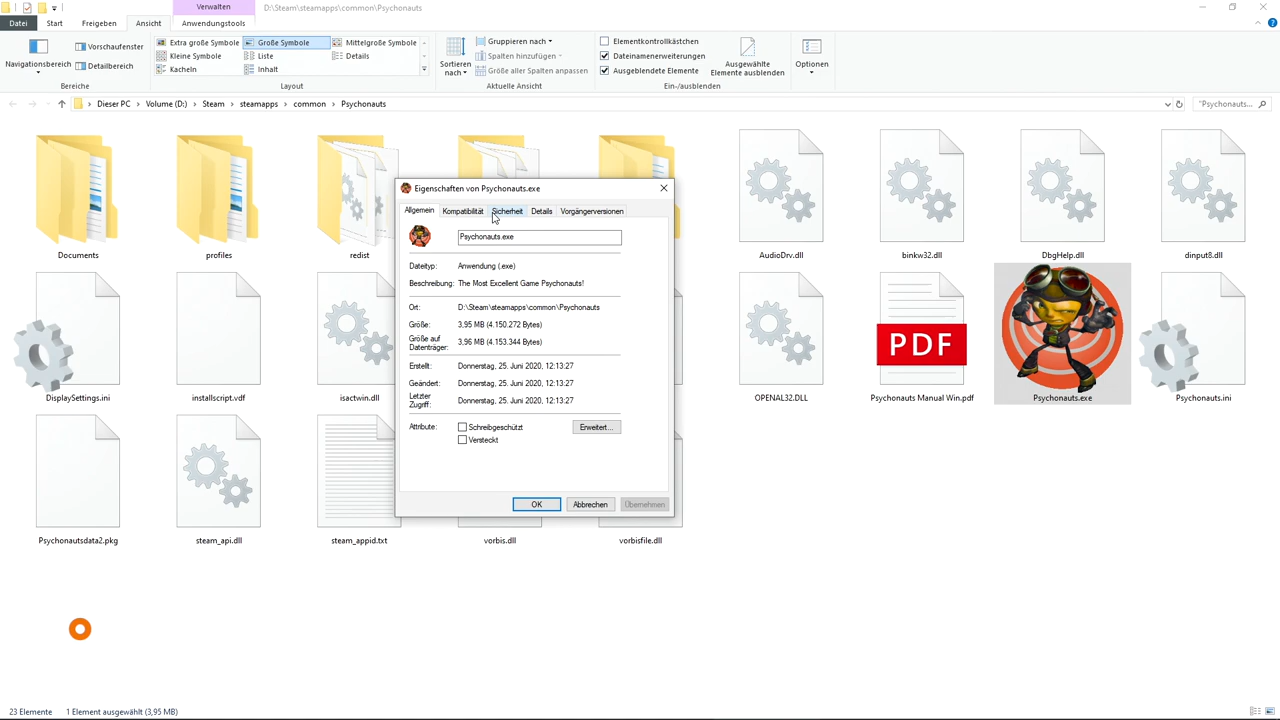 Verwalten
D:\Steam\steamapps\common\Psychonauts
Datei Start Freigeben Ansicht Anwendungstools
Navigationsbereich
Vorschaufenster
Detailbereich
Bereiche
Extra große Symbole Große Symbole Mittelgroße Symbole
Kleine Symbole Liste Details
Kacheln Inhalt
Layout
Sortieren nach
Gruppieren nach
Spalten hinzufügen
Größe aller Spalten anpassen
Aktuelle Ansicht
Elementkontrollkästchen
Dateinamenerweiterungen
Ausgeblendete Elemente
Ausgewählte
Elemente ausblenden
Ein-/ausblenden
Optionen
Dieser PC > Volume (D:) > Steam > steamapps > common > Psychonauts
"Psychonauts...
Documents
profiles
redist
AudioDrv.dll
binkw32.dll
DbgHelp.dll
dinput8.dll
Eigenschaften von Psychonauts.exe
Allgemein Kompatibilität Sicherheit Details Vorgängerversionen
Psychonauts.exe
Dateityp: Anwendung (.exe)
Beschreibung: The Most Excellent Game Psychonauts!
Ort: D:\Steam\steamapps\common\Psychonauts
Größe: 3,95 MB (4.150.272 Bytes)
Größe auf
Datenträger: 3,96 MB (4.153.344 Bytes)
Erstellt: Donnerstag, 25. Juni 2020, 12:13:27
Geändert: Donnerstag, 25. Juni 2020, 12:13:27
Letzter
Zugriff: Donnerstag, 25. Juni 2020, 12:13:27
Attribute: Schreibgeschützt Erweitert...
Versteckt
OK Abbrechen Übernehmen
DisplaySettings.ini
installscript.vdf
isactwin.dll
OPENAL32.DLL
PDF
Psychonauts Manual Win.pdf
Psychonauts.exe
Psychonauts.ini
Psychonautsdata2.pkg
steam_api.dll
steam_appid.txt
vorbis.dll
vorbisfile.dll
23 Elemente 1 Element ausgewählt (3,95 MB)